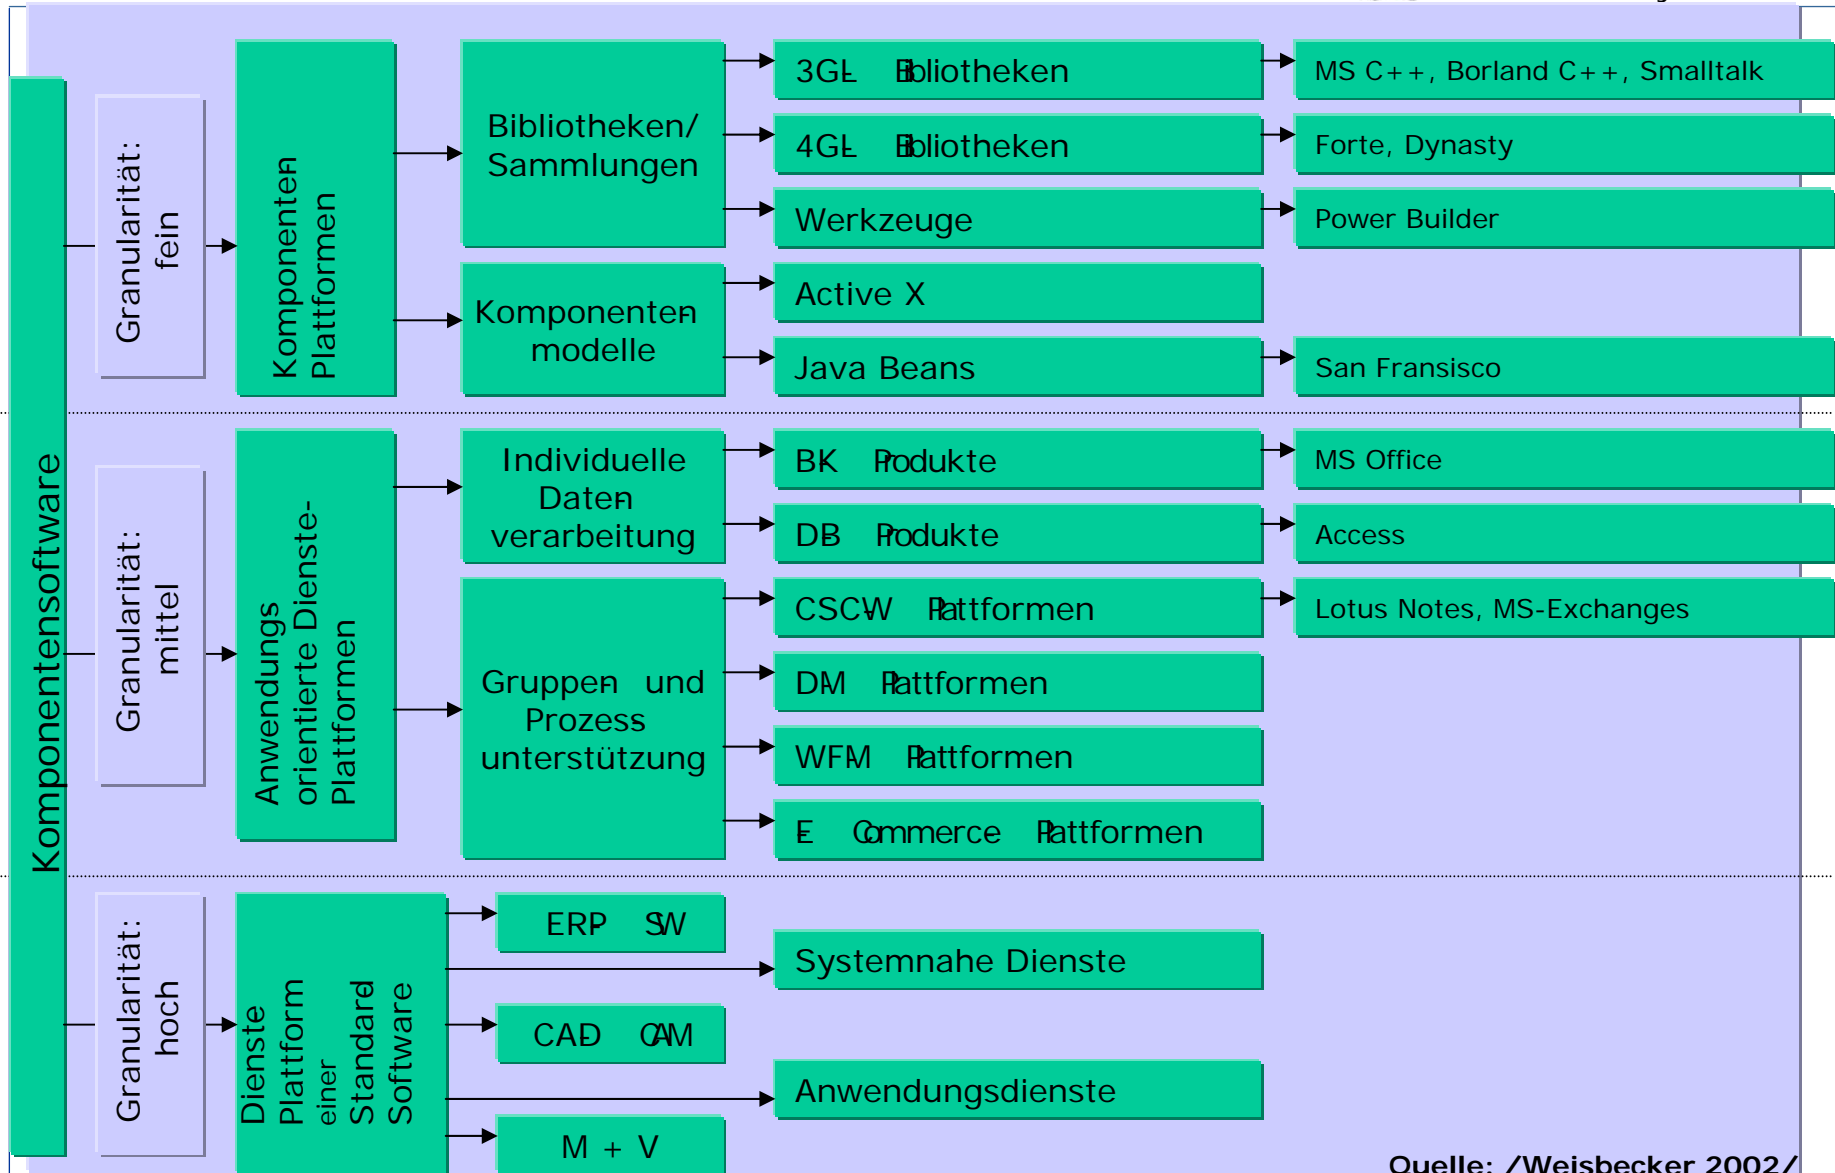 Komponentensoftware
Granularität:
fein
Komponenten-
Plattformen
Bibliotheken/
Sammlungen
3GL-Bibliotheken
MS C++, Borland C++, Smalltalk
4GL-Bibliotheken
Forte, Dynasty
Werkzeuge
Power Builder
Komponenten-
modelle
Active X
Java Beans
San Fransisco
Granularität:
mittel
Anwendungs-
orientierte Dienste-
Plattformen
Individuelle
Daten-
verarbeitung
BK-Produkte
MS Office
DB-Produkte
Access
Gruppen- und
Prozess-
unterstützung
CSCW-Plattformen
Lotus Notes, MS-Exchanges
DM-Plattformen
WFM-Plattformen
E-Commerce-Plattformen
Granularität:
hoch
Dienste
Plattform
einer
Standard-
Software
ERP-SW
Systemnahe Dienste
CAD-CAM
Anwendungsdienste
M + V
Quelle: /Weisbecker 2002/